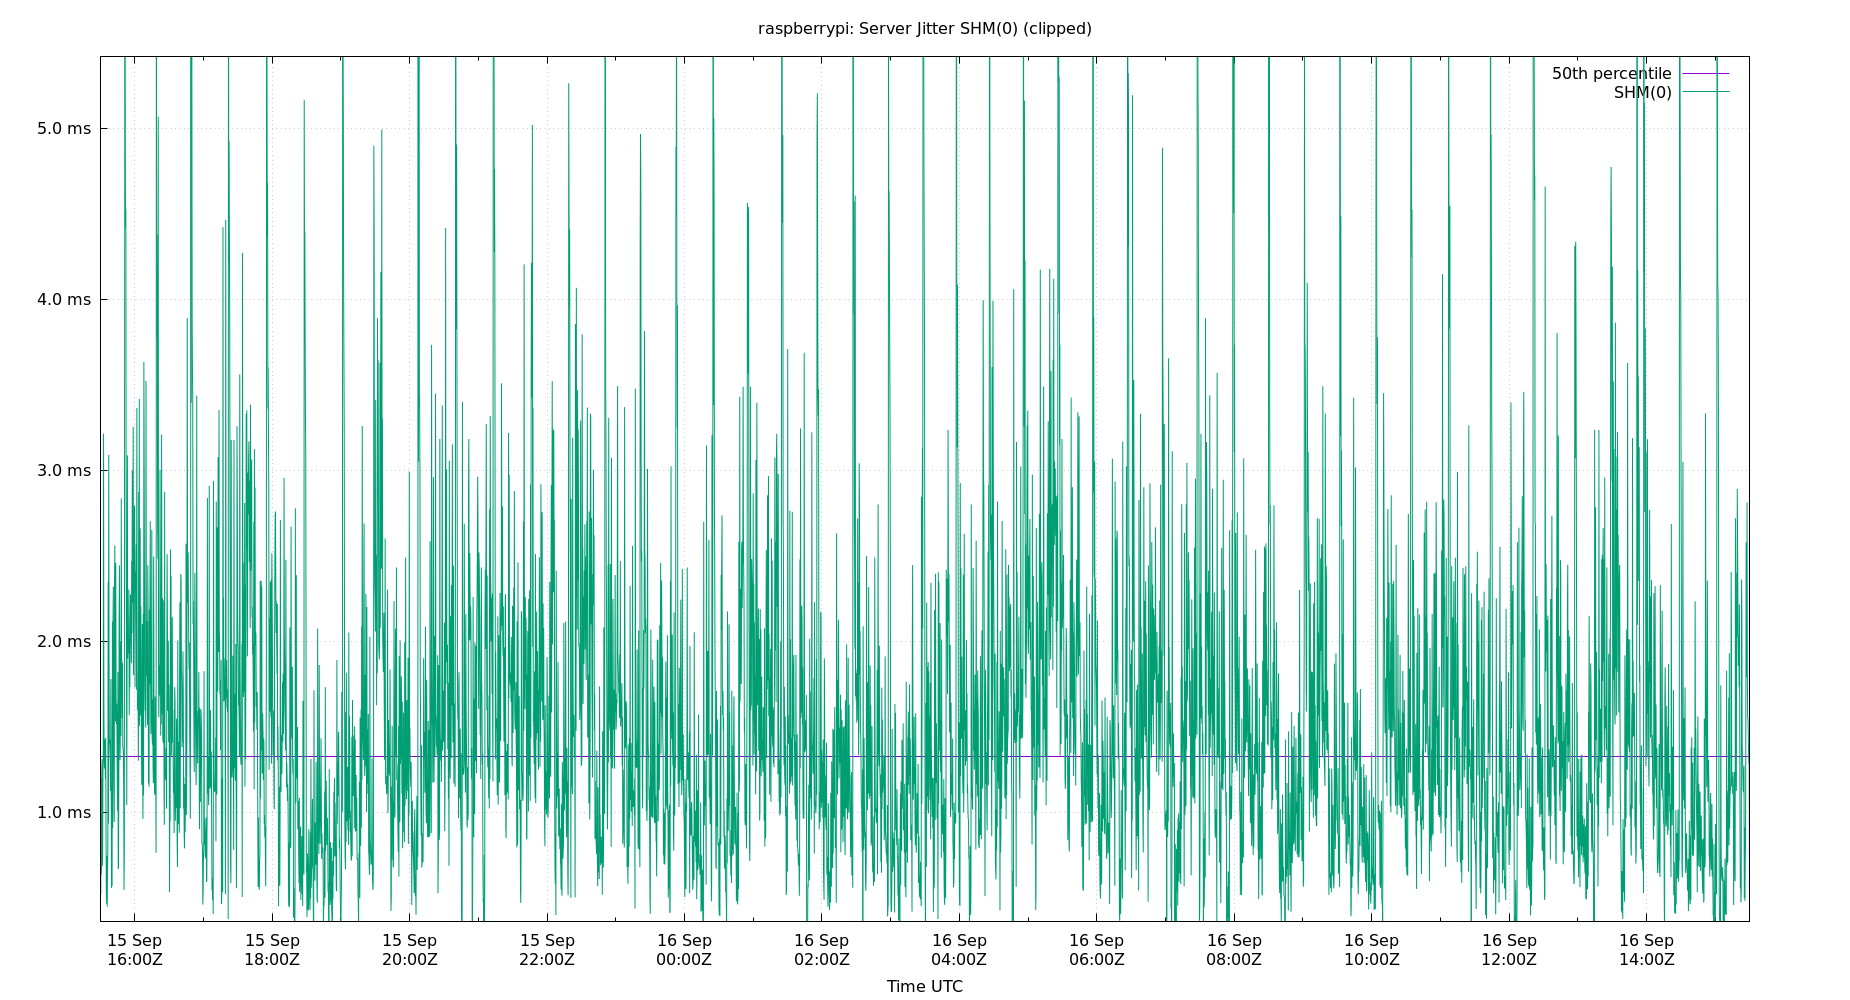 raspberrypi: Server Jitter SHM(0) (clipped)
50th percentile
SHM(0)
5.0 ms
4.0 ms
3.0 ms
2.0 ms
1.0 ms
15 Sep 15 Sep 15 Sep 15 Sep 16 Sep 16 Sep 16 Sep 16 Sep 16 Sep 16 Sep 16 Sep 16 Sep
16:00Z 18:00Z 20:00Z 22:00Z 00:00Z 02:00Z 04:00Z 06:00Z 08:00Z 10:00Z 12:00Z 14:00Z
Time UTC